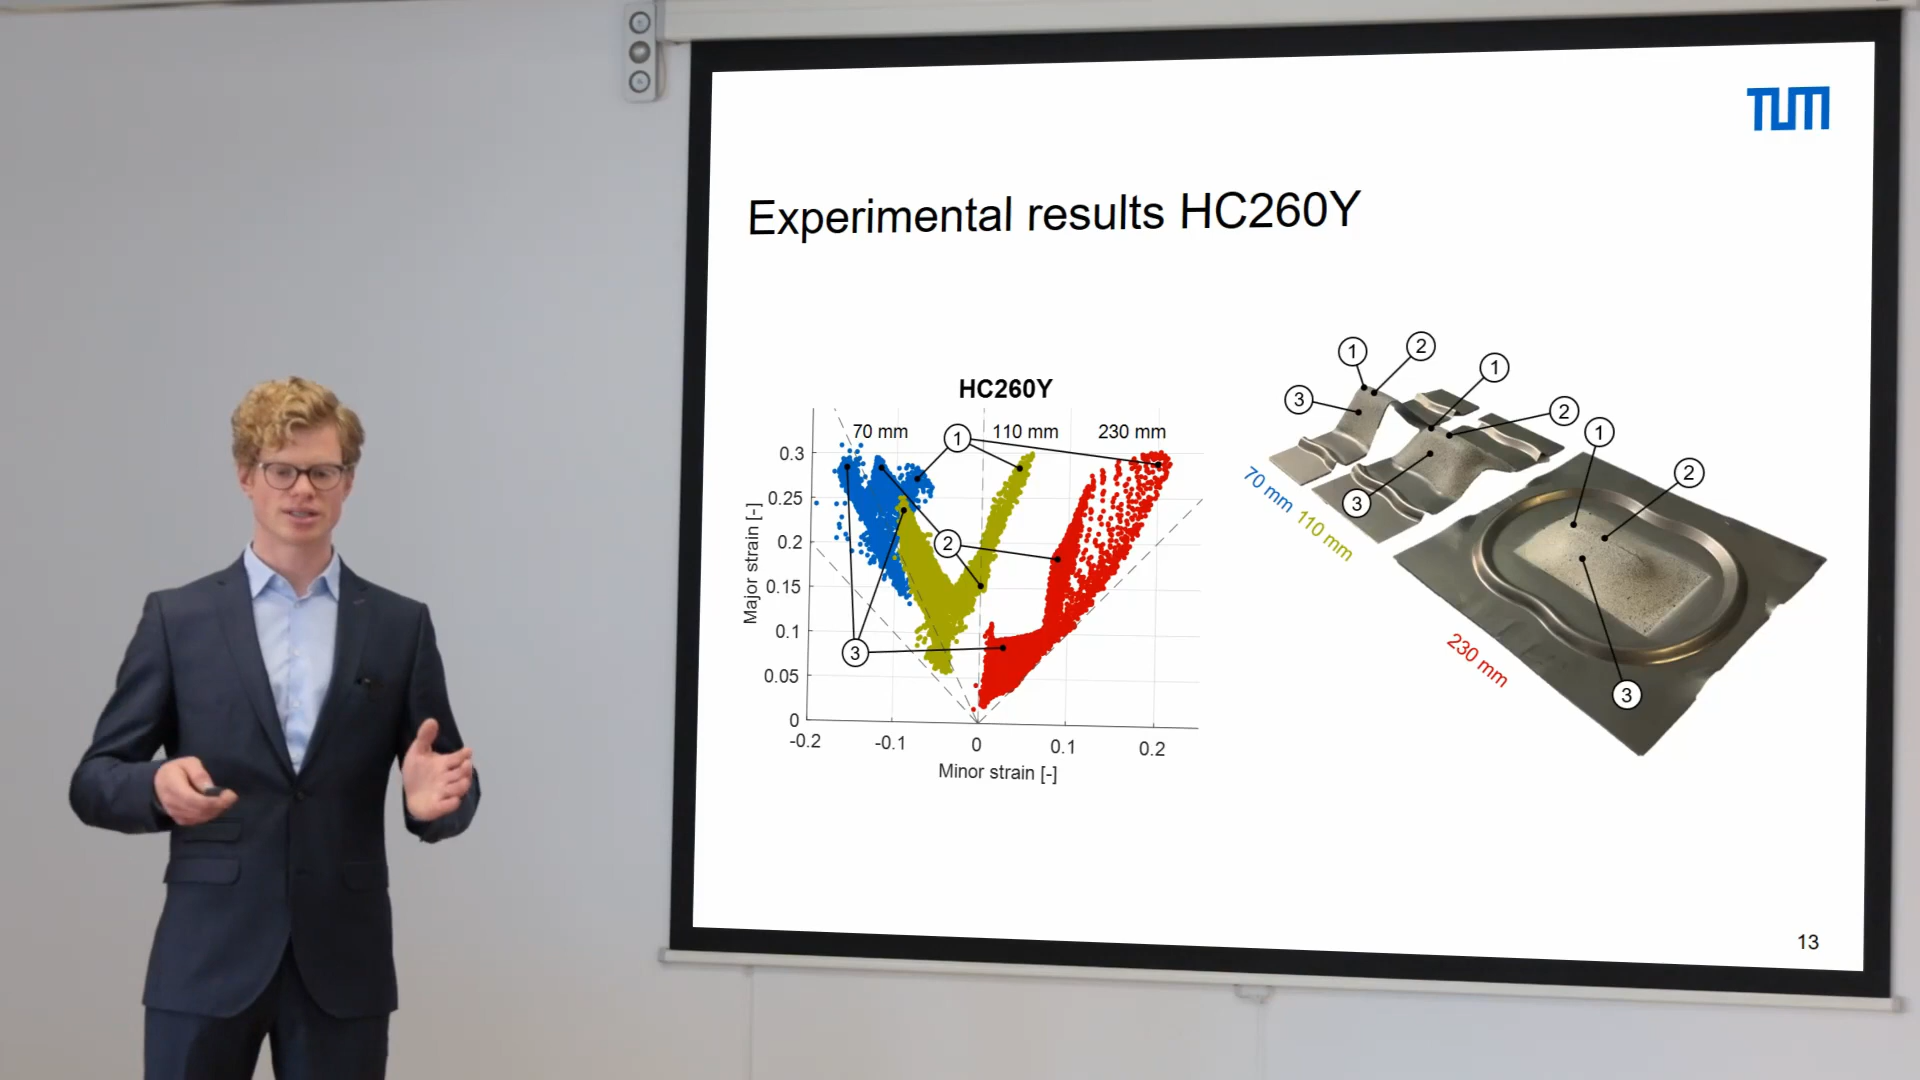 TUM
Experimental results HC260Y
HC260Y
70 mm
1
110 mm
230 mm
0.3
0.25
0.2
0.15
0.1
0.05
0
2
3
-0.2
-0.1
0
0.1
0.2
Major strain [-]
Minor strain [-]
1
2
3
1
2
3
1
2
3
70 mm
110 mm
230 mm
13